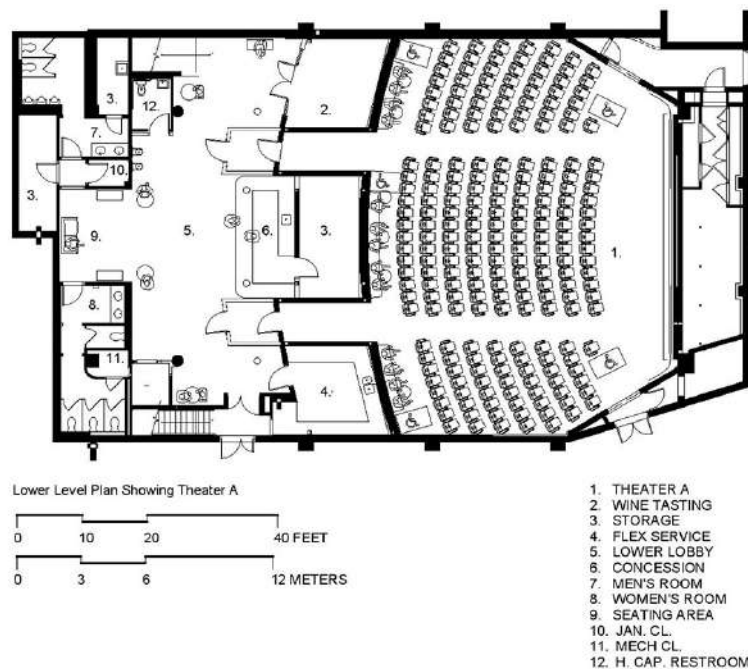 3.
2.
12.
7.
10.
3.
5.
6.
3.
1.
9.
8.
11.
4.
Lower Level Plan Showing Theater A
0 10 20 40 FEET
0 3 6 12 METERS
1. THEATER A
2. WINE TASTING
3. STORAGE
4. FLEX SERVICE
5. LOWER LOBBY
6. CONCESSION
7. MEN'S ROOM
8. WOMEN'S ROOM
9. SEATING AREA
10. JAN. CL.
11. MECH CL.
12. H. CAP. RESTROOM